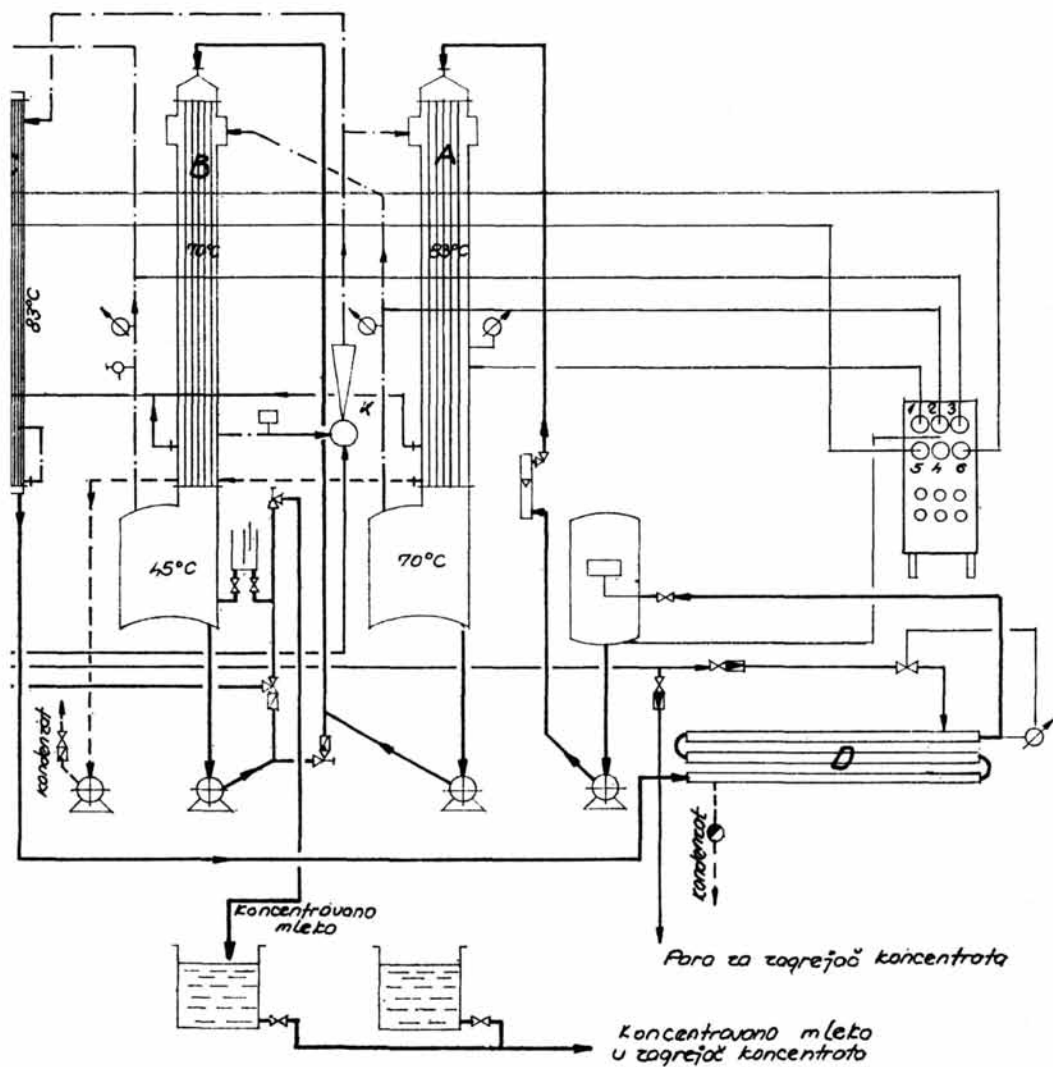 B
A
70°C
83°C
83°C
K
1 2 3
5 4 6
45°C
70°C
kondenzat
D
kondenzat
Koncentrovano
mleko
Para za zagrejač koncentrata
Koncentrovano mleko
u zagrejač koncentrata